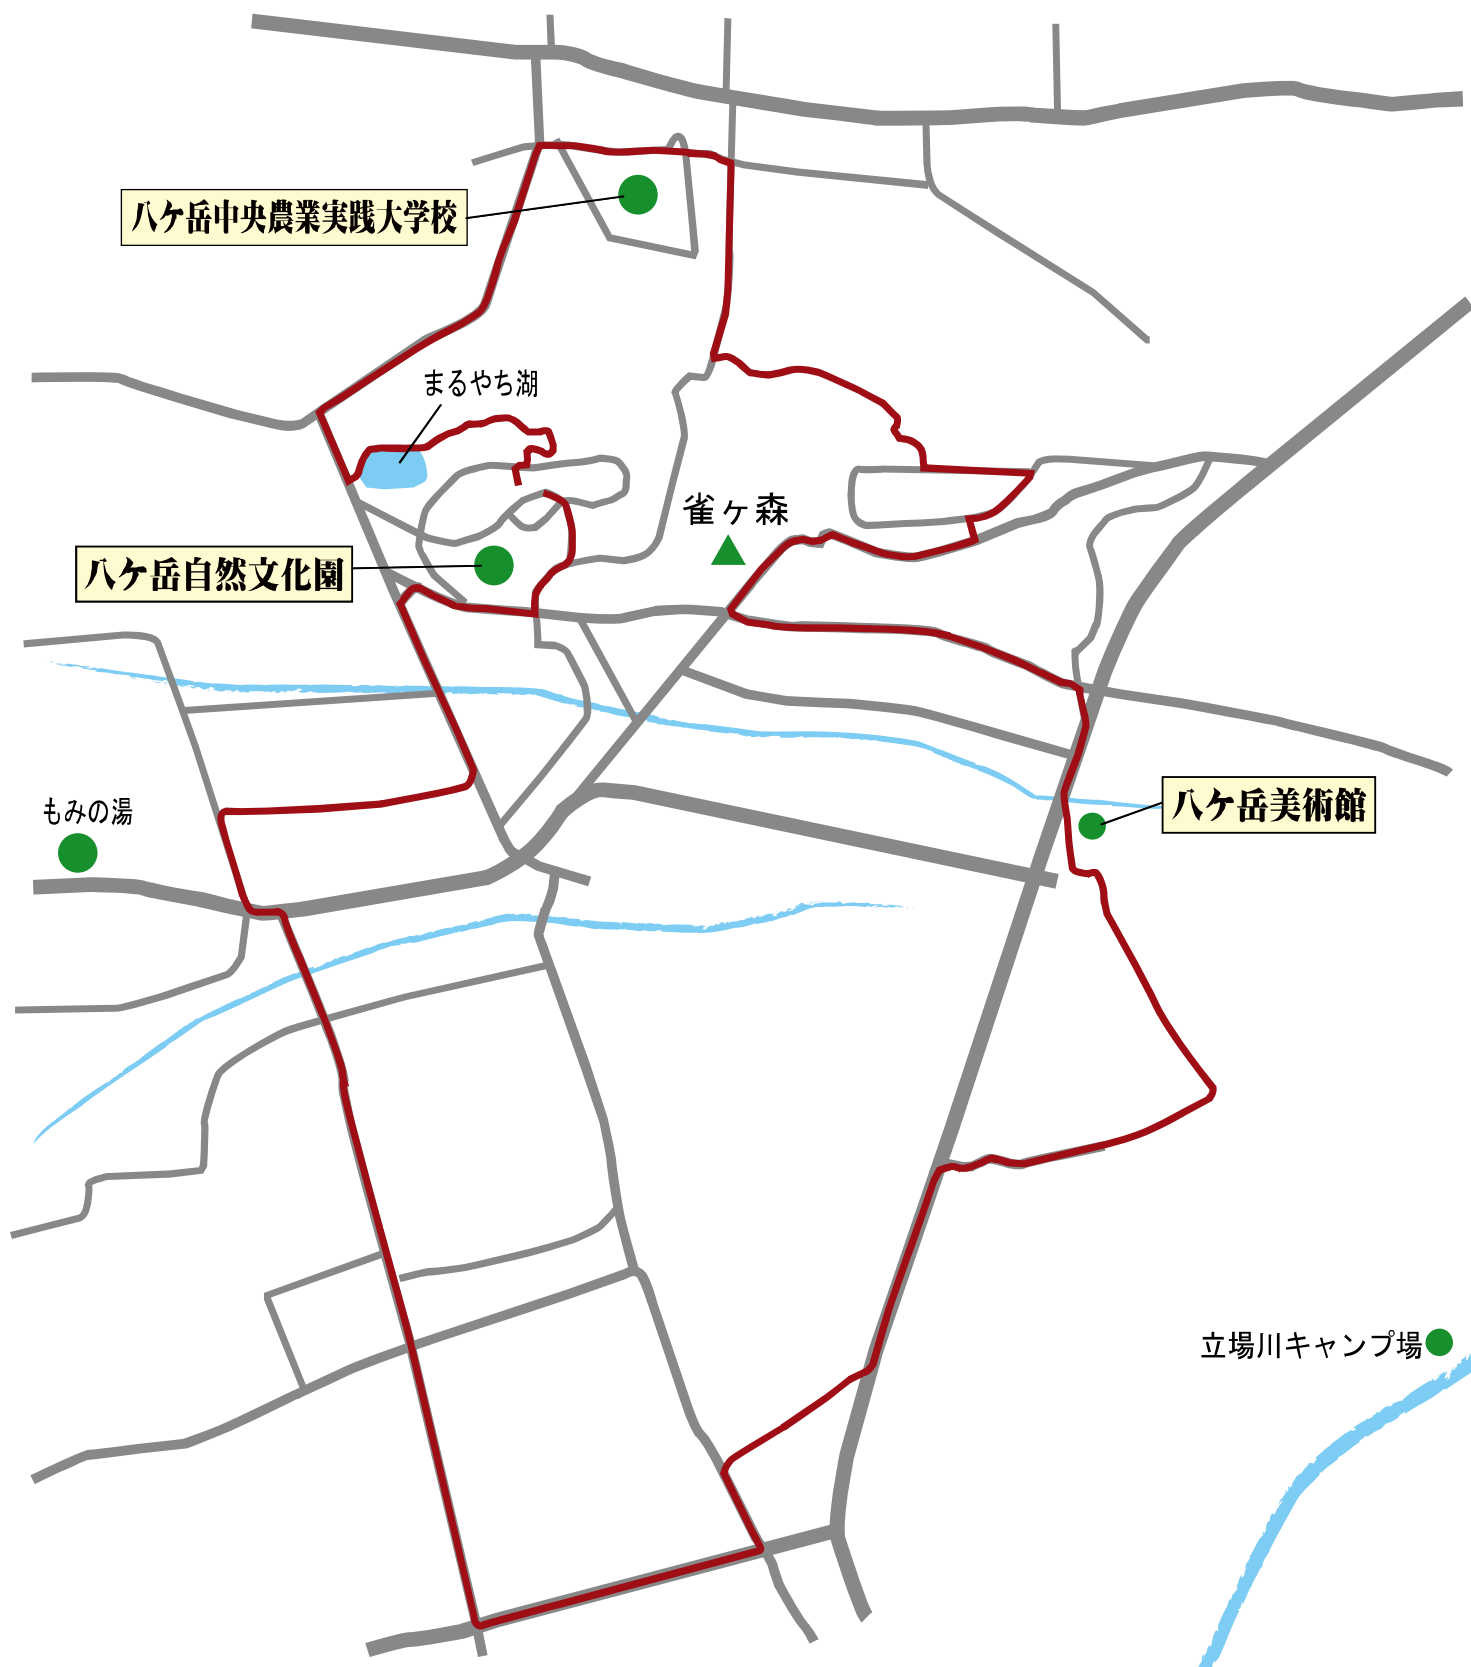 八ケ岳中央農業実践大学校
まるやち湖
雀ヶ森
八ケ岳自然文化園
もみの湯
八ケ岳美術館
立場川キャンプ場